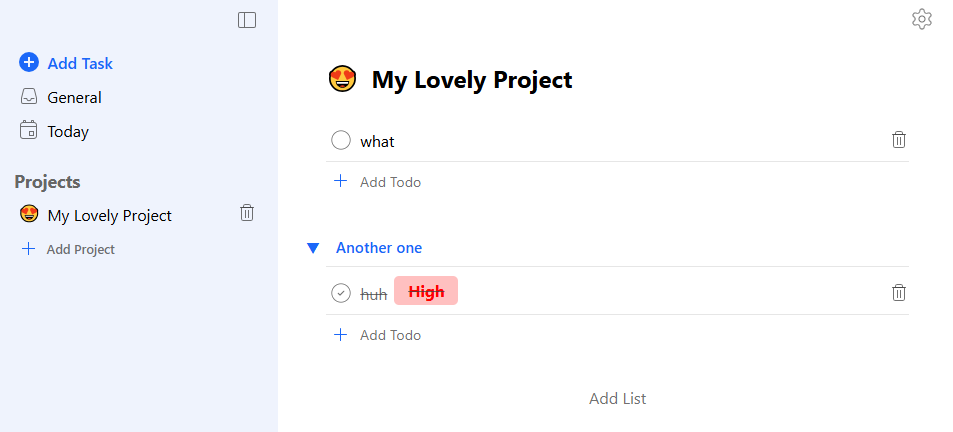 Add Task
General
Today
Projects
My Lovely Project
Add Project
My Lovely Project
what
Add Todo
Another one
huh High
Add Todo
Add List